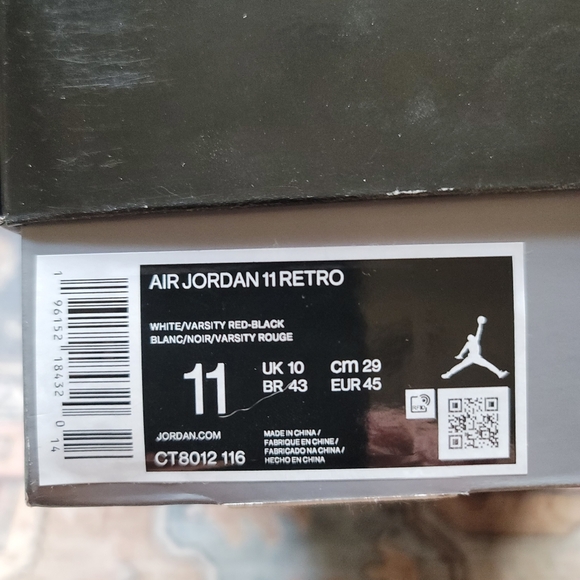 AIR JORDAN 11 RETRO
WHITE/VARSITY RED-BLACK
BLANC/NOIR/VARSITY ROUGE
11
UK 10
cm 29
BR 43
EUR 45
JORDAN.COM
CT8012 116
MADE IN CHINA/
FABRIQUE EN CHINE/
FABRICADO NA CHINA/
HECHO EN CHINA
1 96152 18432 0 14